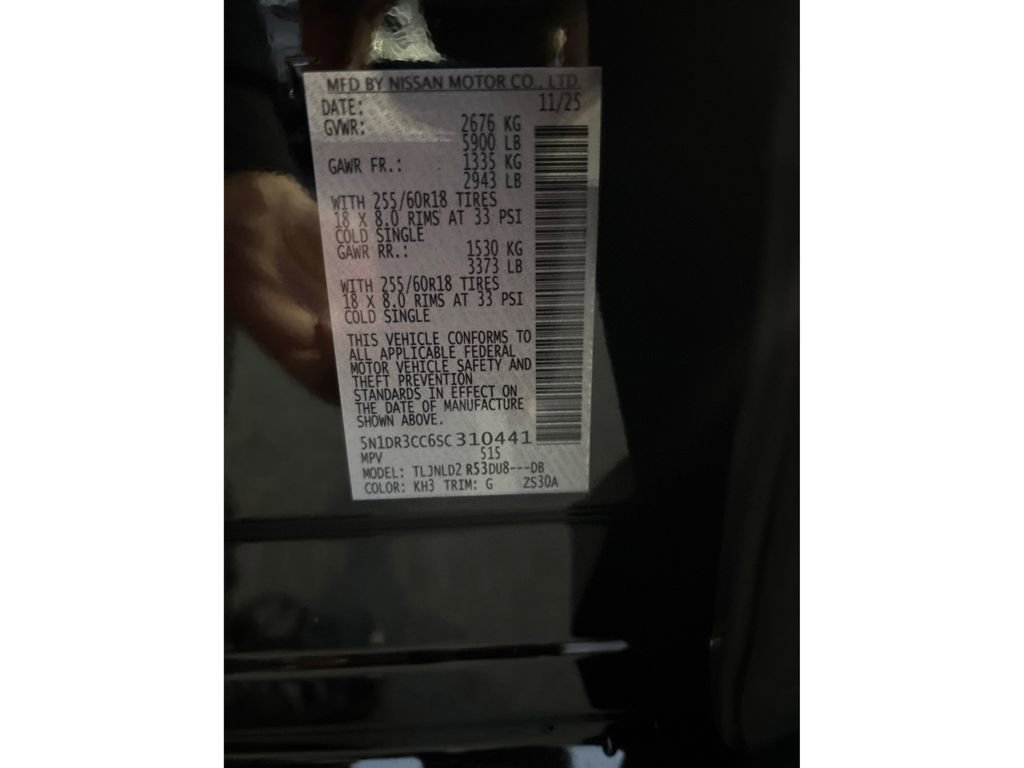 MFD BY NISSAN MOTOR CO., LTD.
DATE: 11/25
GVWR: 2676 KG
5900 LB
GAWR FR.: 1335 KG
2943 LB
WITH 255/60R18 TIRES
18 X 8.0 RIMS AT 33 PSI
COLD SINGLE
GAWR RR.: 1530 KG
3373 LB
WITH 255/60R18 TIRES
18 X 8.0 RIMS AT 33 PSI
COLD SINGLE
THIS VEHICLE CONFORMS TO
ALL APPLICABLE FEDERAL
MOTOR VEHICLE SAFETY AND
THEFT PREVENTION
STANDARDS IN EFFECT ON
THE DATE OF MANUFACTURE
SHOWN ABOVE.
5N1DR3CC6SC310441
MPV 515
MODEL: TLJNLD2 R53DU8---DB
COLOR: KH3 TRIM: G ZS30A